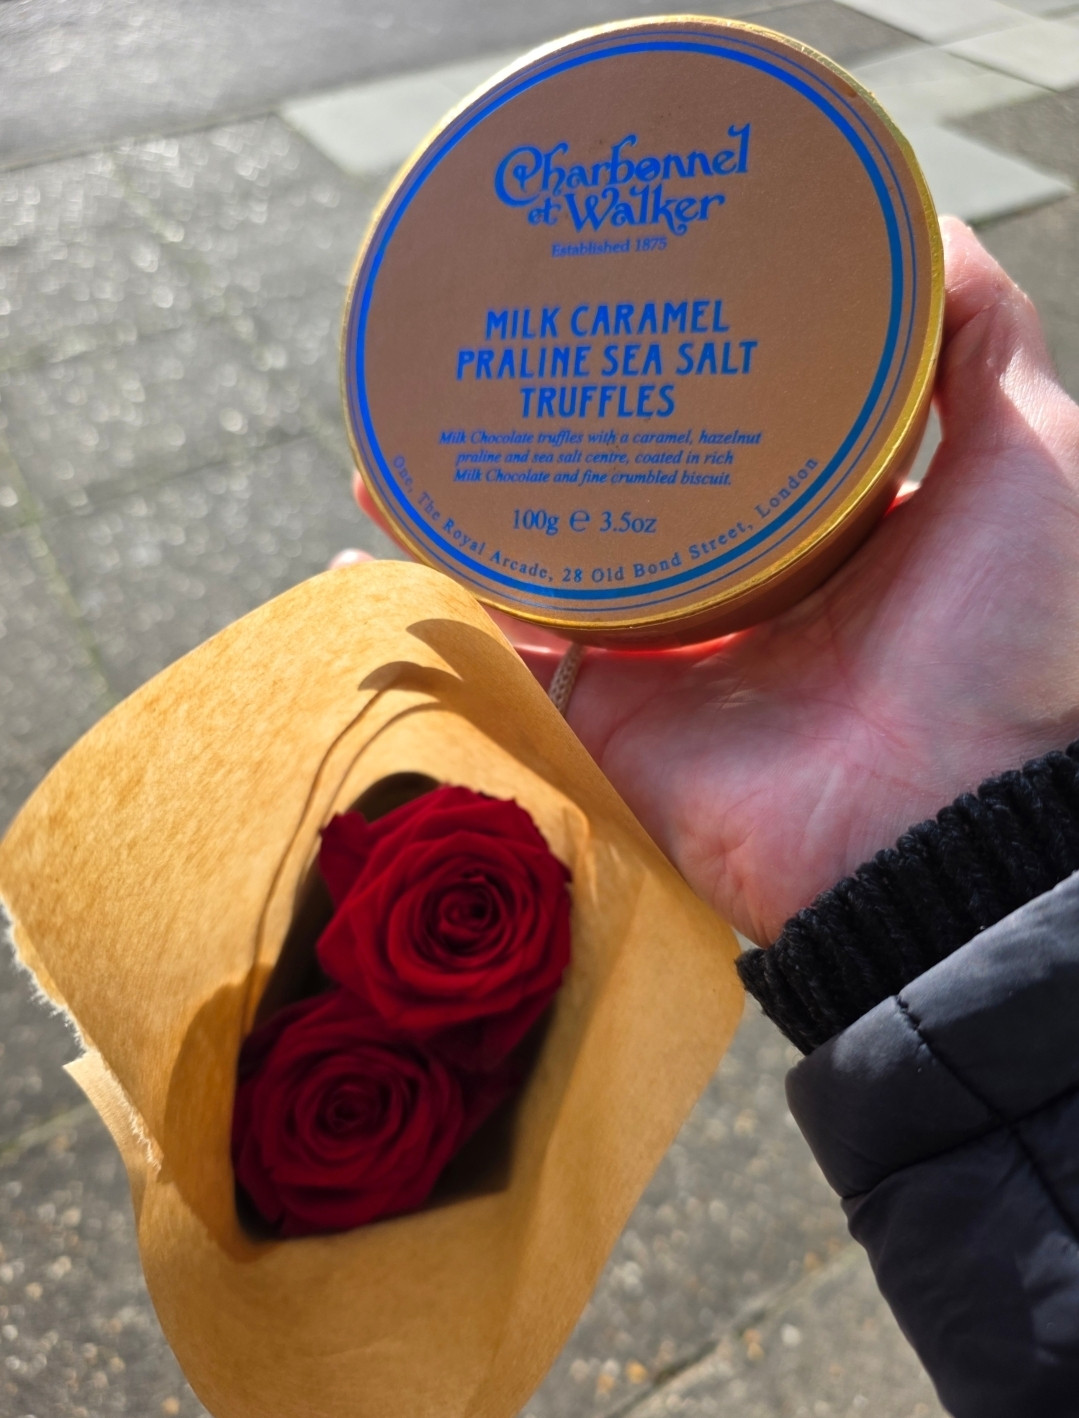 Charbonnel
et Walker
Established 1875
MILK CARAMEL
PRALINE SEA SALT
TRUFFLES
Milk Chocolate truffles with a caramel, hazelnut
praline and sea salt centre, coated in rich
Milk Chocolate and fine crumbled biscuit.
100g ℮ 3.5oz
One, The Royal Arcade, 28 Old Bond Street, London